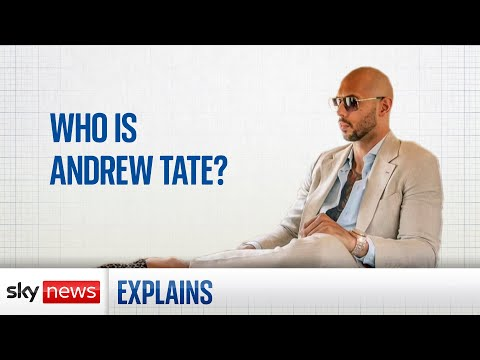 WHO IS
ANDREW TATE?
sky news EXPLAINS